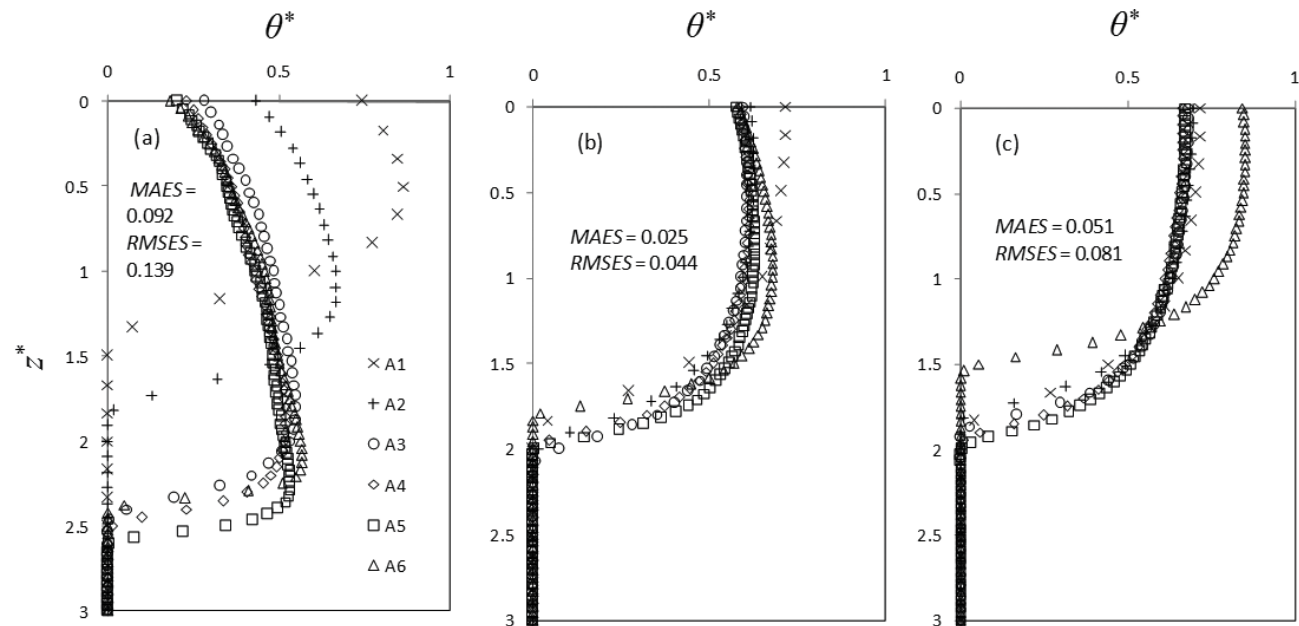 θ* θ* θ*
0 0.5 1 0 0.5 1 0 0.5 1
0 0 0
(a) (b) (c)
MAES =
0.092
RMSES =
0.139
MAES = 0.025
RMSES = 0.044
MAES = 0.051
RMSES = 0.081
0.5 0.5 0.5
1 1 1
z*
1.5 1.5 1.5
2 2 2
2.5 2.5 2.5
3 3 3
A1
A2
A3
A4
A5
A6